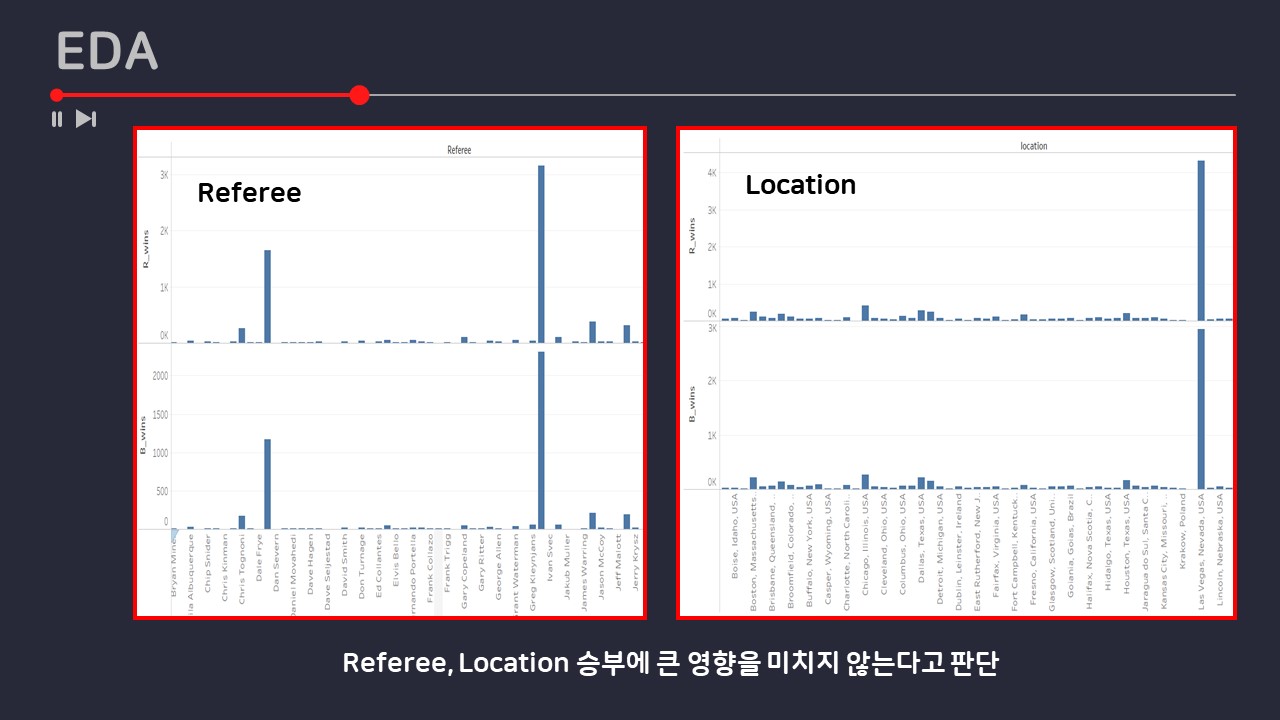 EDA
Referee
Referee
R_wins
3K
2K
1K
0K
B_wins
2000
1500
1000
500
0
Bryan Mine
ila Albuquerque
Chip Snider
Chris Kinman
Chris Tognoni
Dale Frye
Dan Severn
Daniel Movahedi
Dave Hagen
Dave Seljestad
David Smith
Don Turnage
Ed Collantes
Elvis Bello
rnando Portella
Frank Collazo
Frank Trigg
Gary Copeland
Gary Ritter
George Allen
rant Waterman
Greg Kleynjans
Ivan Svec
Jakub Muller
James Warring
Jason McCoy
Jeff Malott
Jerry Krysz
location
Location
R_wins
4K
3K
2K
1K
0K
B_wins
3K
2K
1K
0K
Boise, Idaho, USA
Boston, Massachusetts..
Brisbane, Queensland, ..
Broomfield, Colorado, ..
Buffalo, New York, USA
Casper, Wyoming, USA
Charlotte, North Caroli..
Chicago, Illinois, USA
Cleveland, Ohio, USA
Columbus, Ohio, USA
Dallas, Texas, USA
Detroit, Michigan, USA
Dublin, Leinster, Ireland
East Rutherford, New J..
Fairfax, Virginia, USA
Fort Campbell, Kentuck..
Fresno, California, USA
Glasgow, Scotland, Uni..
Goiania, Goias, Brazil
Halifax, Nova Scotia, C..
Hidalgo, Texas, USA
Houston, Texas, USA
Jaragua do Sul, Santa C..
Kansas City, Missouri, ..
Krakow, Poland
Las Vegas, Nevada, USA
Lincoln, Nebraska, USA
Referee, Location 승부에 큰 영향을 미치지 않는다고 판단